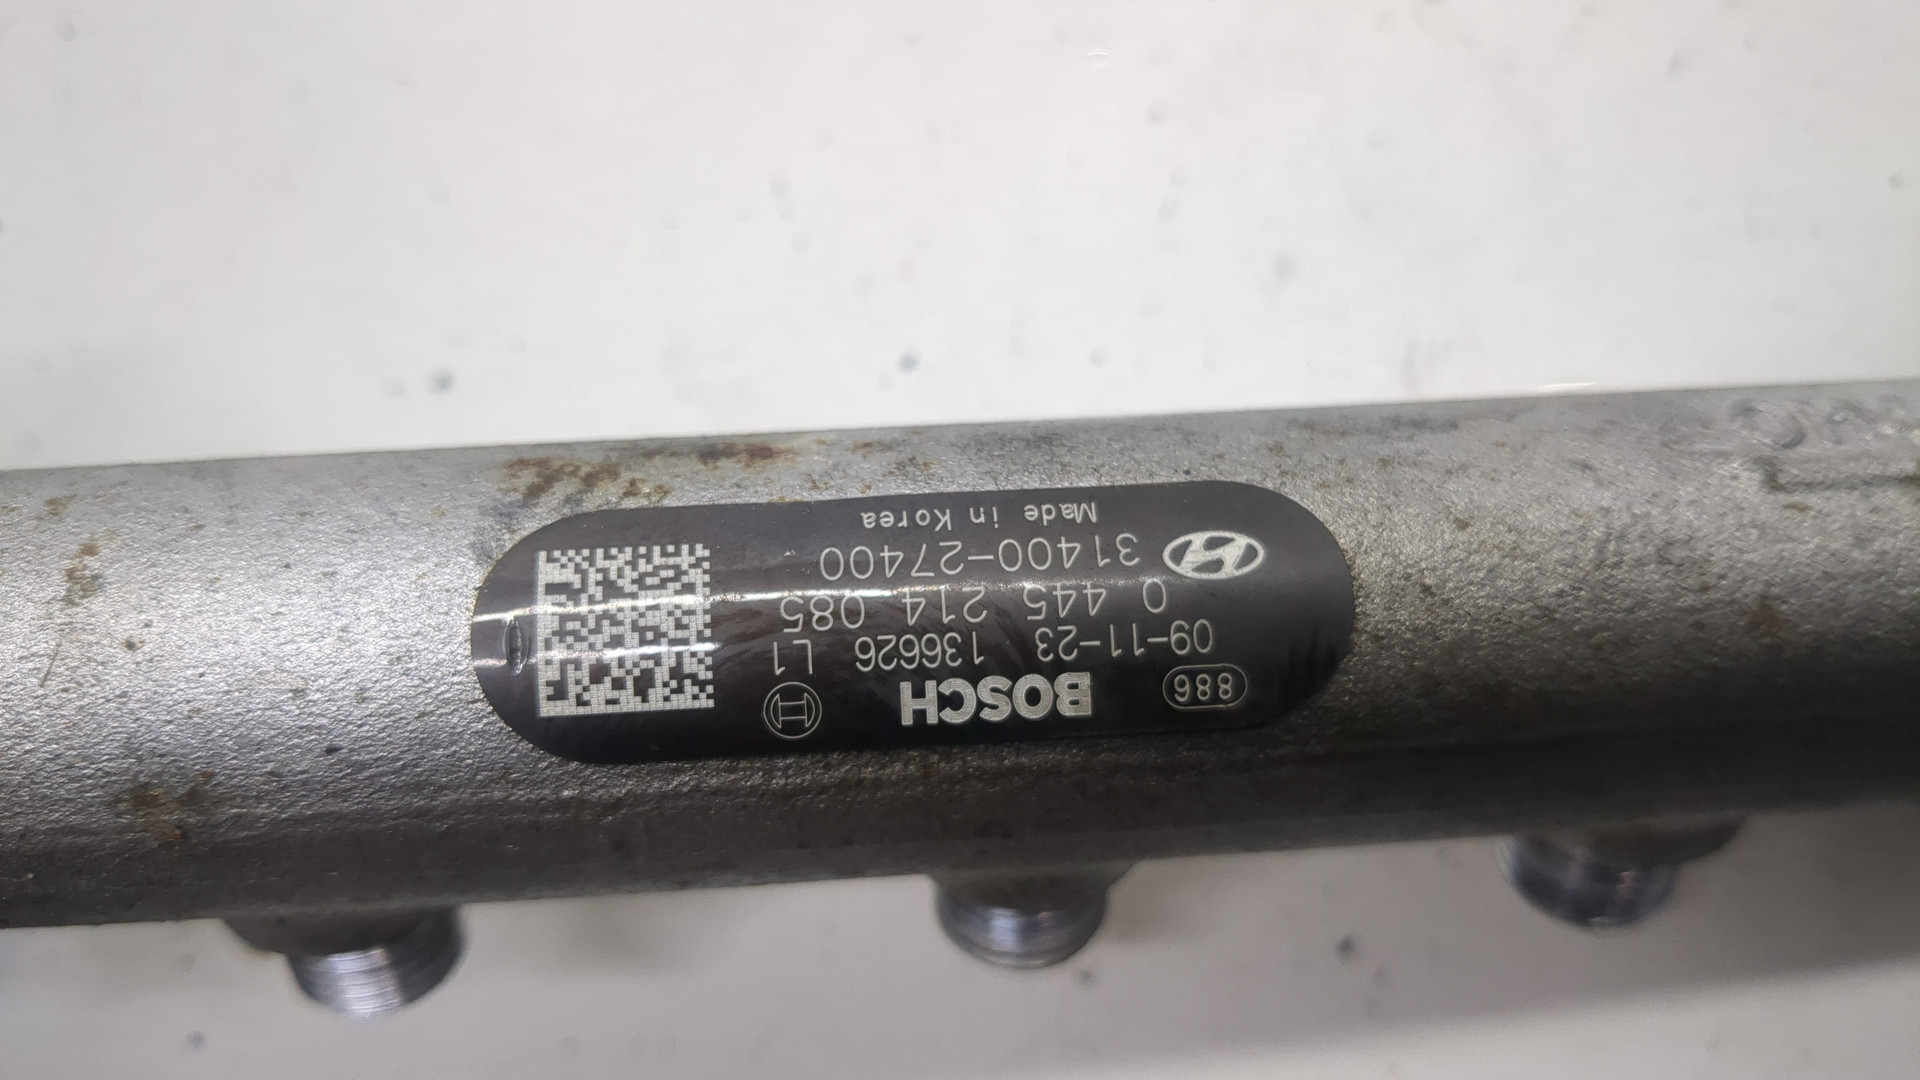 886 BOSCH
09-11-23 136626 L1
0 445 214 085
31400-27400
Made in Korea